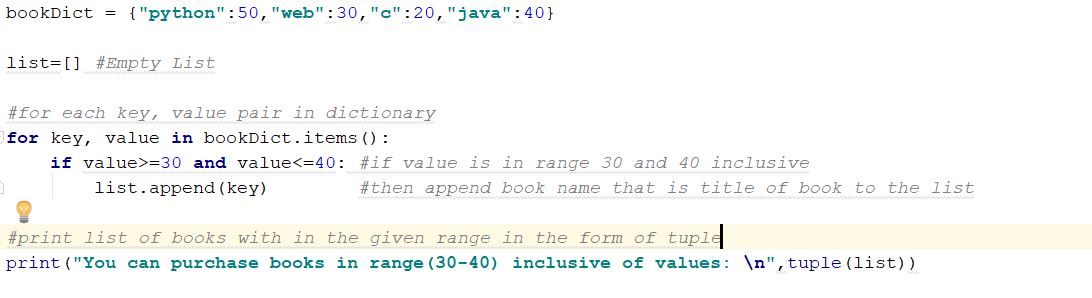 bookDict = {"python":50,"web":30,"c":20,"java":40}
list=[] #Empty List
#for each key, value pair in dictionary
for key, value in bookDict.items():
    if value>=30 and value<=40: #if value is in range 30 and 40 inclusive
        list.append(key)        #then append book name that is title of book to the list
#print list of books with in the given range in the form of tuple
print("You can purchase books in range(30-40) inclusive of values: \n",tuple(list))